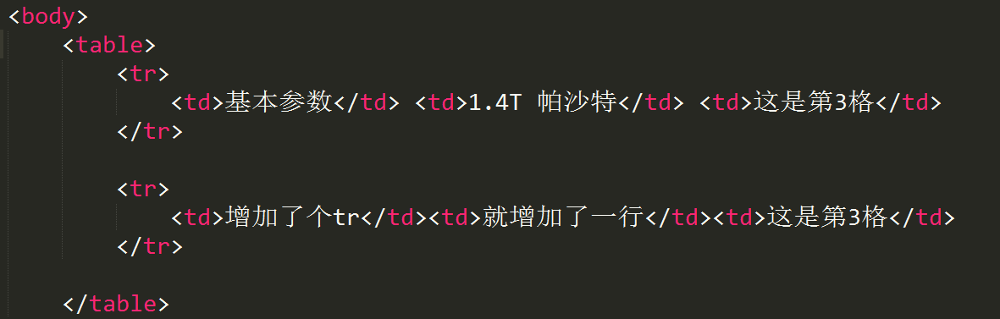 <body>
<table>
<tr>
<td>基本参数</td> <td>1.4T 帕沙特</td> <td>这是第3格</td>
</tr>
<tr>
<td>增加了个tr</td><td>就增加了一行</td><td>这是第3格</td>
</tr>
</table>